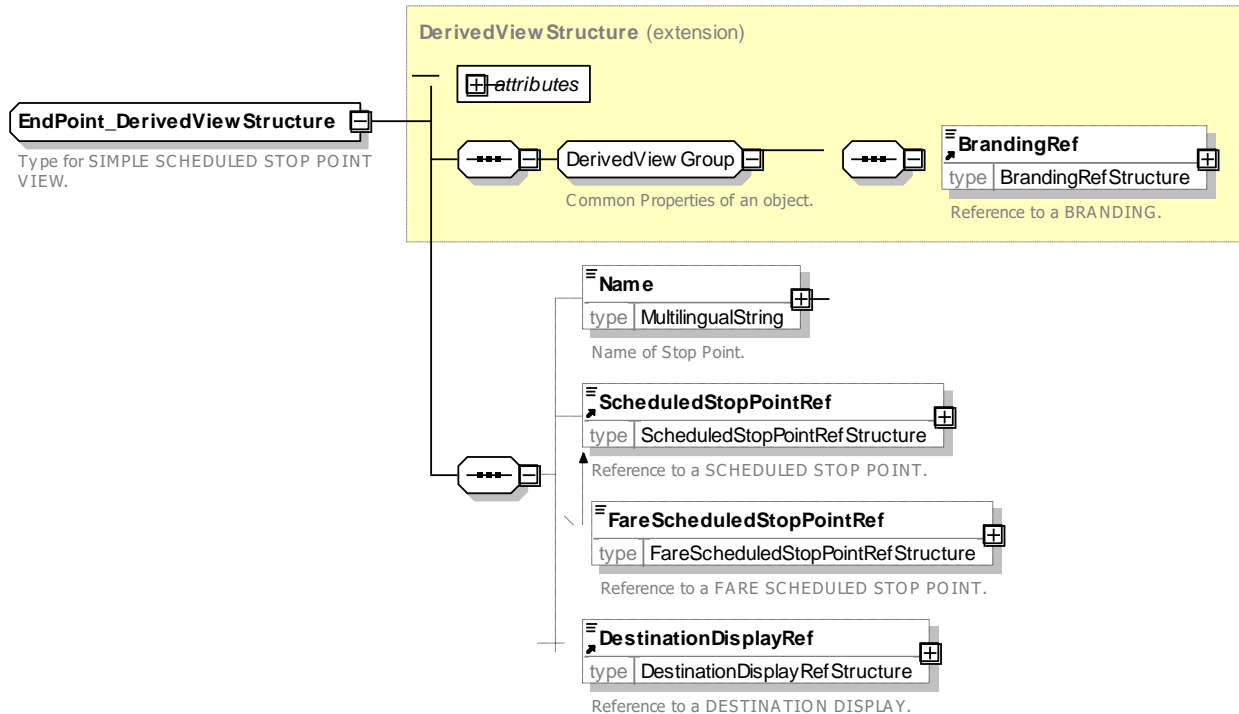 DerivedViewStructure (extension)
attributes
EndPoint_DerivedViewStructure
Type for SIMPLE SCHEDULED STOP POINT
VIEW.
DerivedViewGroup
Common Properties of an object.
BrandingRef
type BrandingRefStructure
Reference to a BRANDING.
Name
type MultilingualString
Name of Stop Point.
ScheduledStopPointRef
type ScheduledStopPointRefStructure
Reference to a SCHEDULED STOP POINT.
FareScheduledStopPointRef
type FareScheduledStopPointRefStructure
Reference to a FARE SCHEDULED STOP POINT.
DestinationDisplayRef
type DestinationDisplayRefStructure
Reference to a DESTINATION DISPLAY.